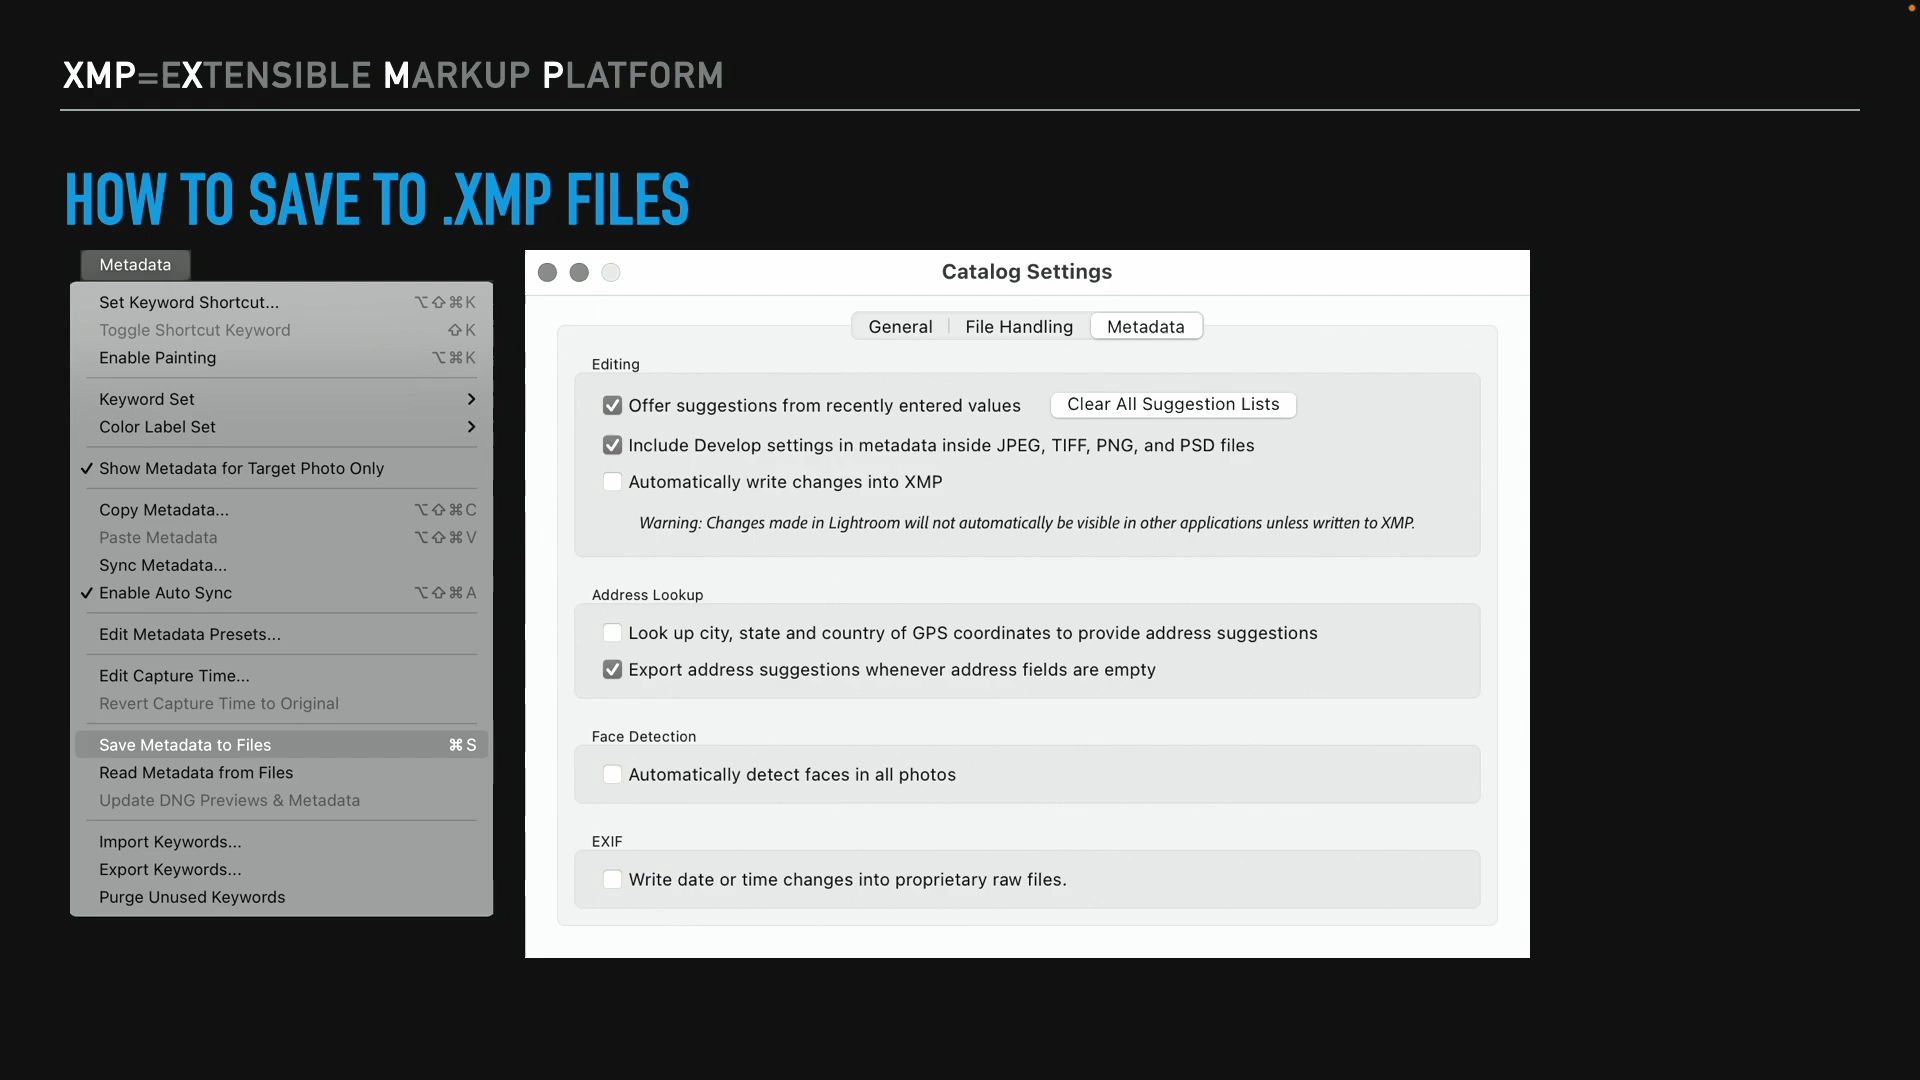 XMP=EXTENSIBLE MARKUP PLATFORM
HOW TO SAVE TO .XMP FILES
Metadata
Set Keyword Shortcut... ⌥⇧⌘K
Toggle Shortcut Keyword ⇧K
Enable Painting ⌥⌘K
Keyword Set
Color Label Set
✓ Show Metadata for Target Photo Only
Copy Metadata... ⌥⇧⌘C
Paste Metadata ⌥⇧⌘V
Sync Metadata...
✓ Enable Auto Sync ⌥⇧⌘A
Edit Metadata Presets...
Edit Capture Time...
Revert Capture Time to Original
Save Metadata to Files ⌘S
Read Metadata from Files
Update DNG Previews & Metadata
Import Keywords...
Export Keywords...
Purge Unused Keywords
Catalog Settings
General File Handling Metadata
Editing
Offer suggestions from recently entered values Clear All Suggestion Lists
Include Develop settings in metadata inside JPEG, TIFF, PNG, and PSD files
Automatically write changes into XMP
Warning: Changes made in Lightroom will not automatically be visible in other applications unless written to XMP.
Address Lookup
Look up city, state and country of GPS coordinates to provide address suggestions
Export address suggestions whenever address fields are empty
Face Detection
Automatically detect faces in all photos
EXIF
Write date or time changes into proprietary raw files.